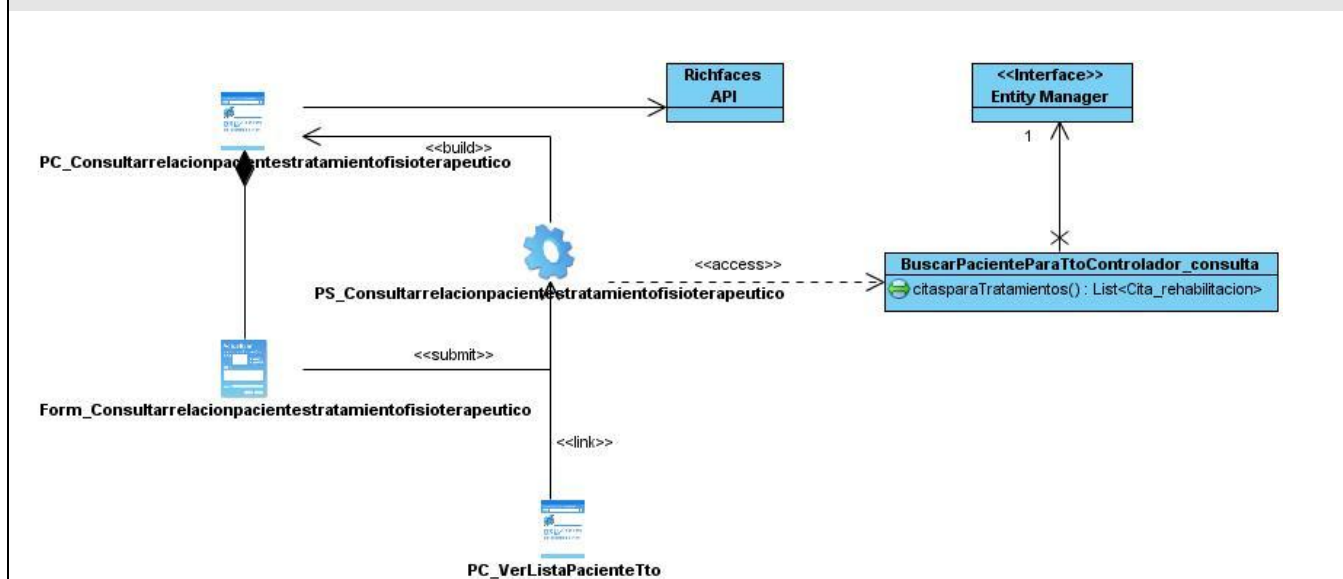 Richfaces
API
<<Interface>>
Entity Manager
1
<<build>>
PC_Consultarrelacionpacientestratamientofisioterapeutico
<<access>>
BuscarPacienteParaTtoControlador_consulta
citasparaTratamientos() : List<Cita_rehabilitacion>
PS_Consultarrelacionpacientestratamientofisioterapeutico
<<submit>>
Form_Consultarrelacionpacientestratamientofisioterapeutico
<<link>>
PC_VerListaPacienteTto